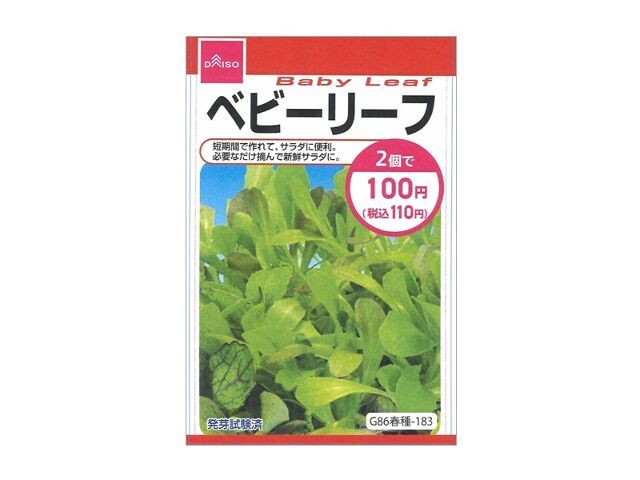 DAISO
Baby Leaf
ベビーリーフ
短期間で作れて、サラダに便利。
必要なだけ摘んで新鮮サラダに。
2個で
100円
(税込110円)
発芽試験済
G86春種-183